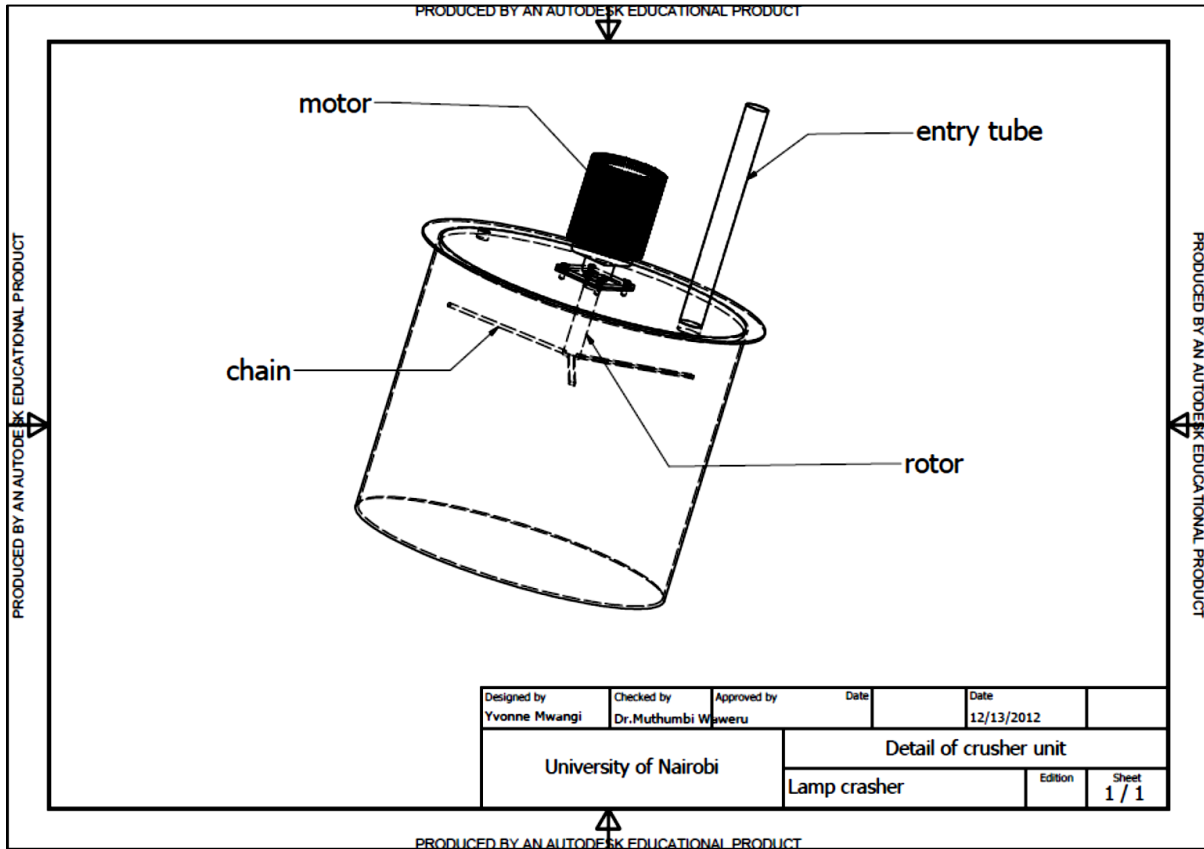 PRODUCED BY AN AUTODESK EDUCATIONAL PRODUCT
PRODUCED BY AN AUTODESK EDUCATIONAL PRODUCT
PRODUCED BY AN AUTODESK EDUCATIONAL PRODUCT
motor
entry tube
chain
rotor
Designed by
Yvonne Mwangi
Checked by
Dr.Muthumbi Waweru
Approved by
Date
Date
12/13/2012
University of Nairobi
Detail of crusher unit
Lamp crasher
Edition
Sheet
1 / 1
PRODUCED BY AN AUTODESK EDUCATIONAL PRODUCT